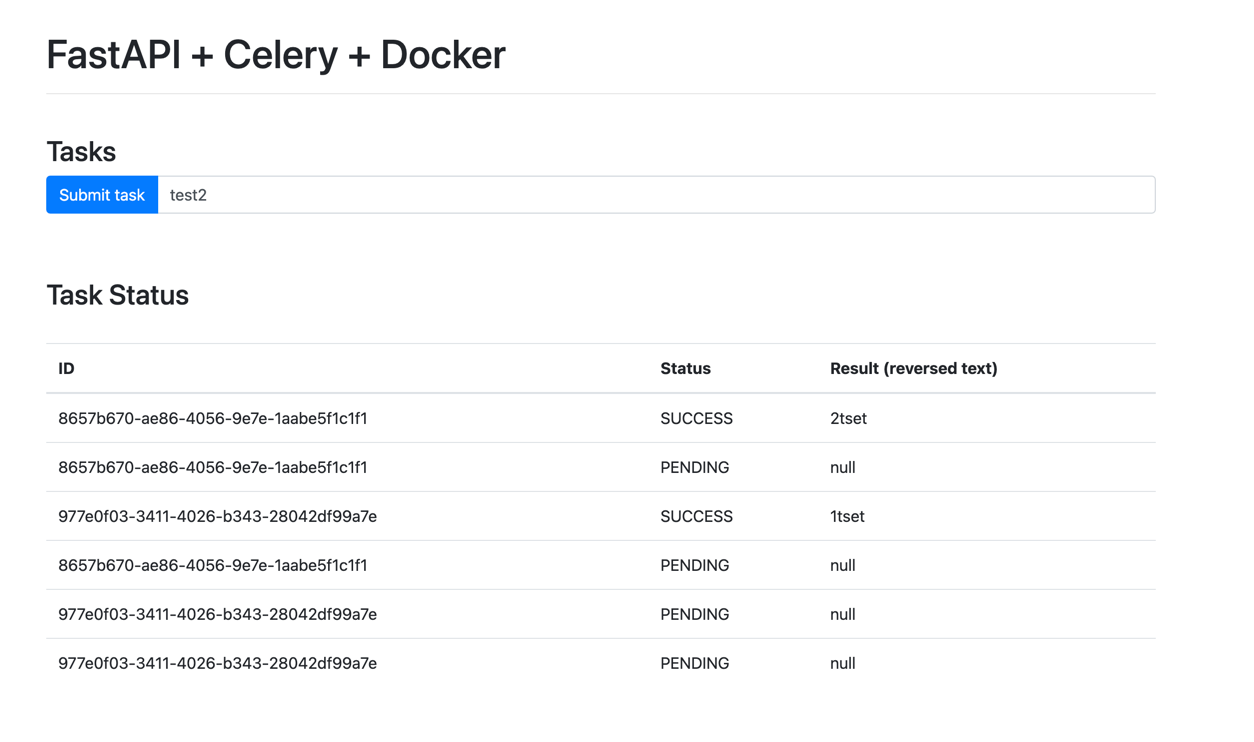 FastAPI + Celery + Docker
Tasks
Submit task test2
Task Status
ID Status Result (reversed text)
8657b670-ae86-4056-9e7e-1aabe5f1c1f1 SUCCESS 2tset
8657b670-ae86-4056-9e7e-1aabe5f1c1f1 PENDING null
977e0f03-3411-4026-b343-28042df99a7e SUCCESS 1tset
8657b670-ae86-4056-9e7e-1aabe5f1c1f1 PENDING null
977e0f03-3411-4026-b343-28042df99a7e PENDING null
977e0f03-3411-4026-b343-28042df99a7e PENDING null